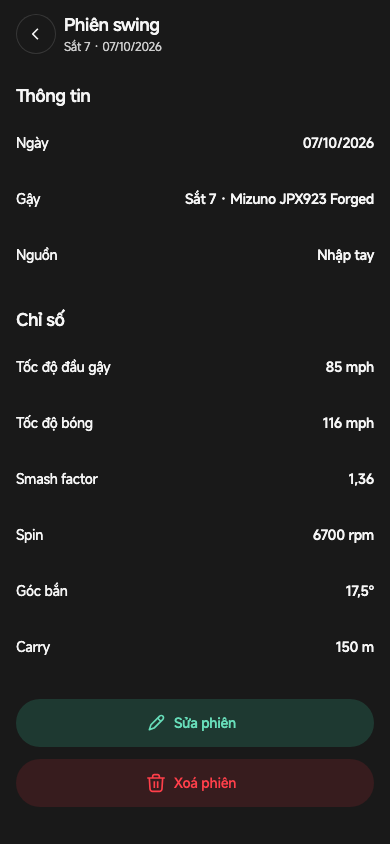 Phiên swing
Sắt 7 · 07/10/2026
Thông tin
Ngày 07/10/2026
Gậy Sắt 7 · Mizuno JPX923 Forged
Nguồn Nhập tay
Chỉ số
Tốc độ đầu gậy 85 mph
Tốc độ bóng 116 mph
Smash factor 1,36
Spin 6700 rpm
Góc bắn 17,5°
Carry 150 m
Sửa phiên
Xoá phiên